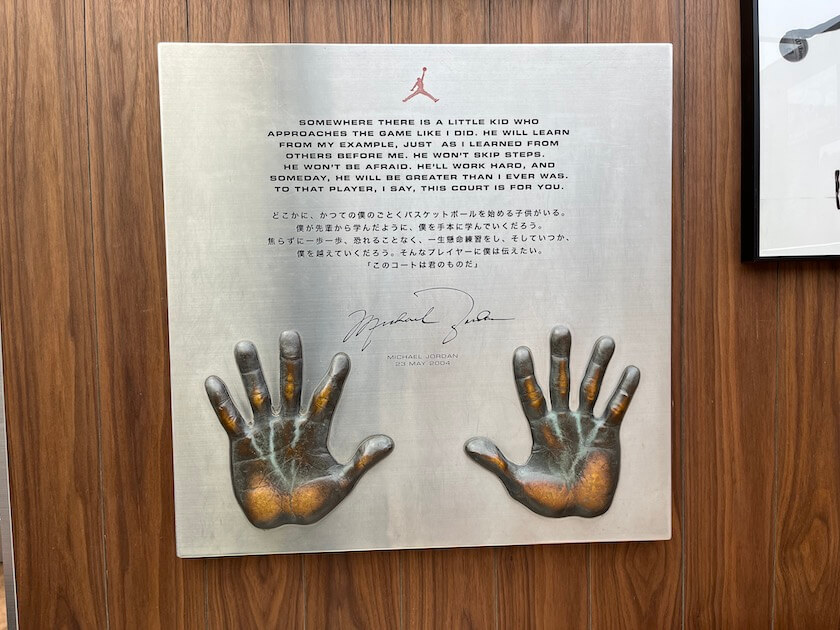 SOMEWHERE THERE IS A LITTLE KID WHO
APPROACHES THE GAME LIKE I DID. HE WILL LEARN
FROM MY EXAMPLE, JUST AS I LEARNED FROM
OTHERS BEFORE ME. HE WON'T SKIP STEPS.
HE WON'T BE AFRAID. HE'LL WORK HARD, AND
SOMEDAY, HE WILL BE GREATER THAN I EVER WAS.
TO THAT PLAYER, I SAY, THIS COURT IS FOR YOU.
どこかに、かつての僕のごとくバスケットボールを始める子供がいる。
僕が先輩から学んだように、僕を手本に学んでいくだろう。
焦らずに一歩一歩、恐れることなく、一生懸命練習をし、そしていつか、
僕を越えていくだろう。そんなプレイヤーに僕は伝えたい。
「このコートは君のものだ」
Michael Jordan
MICHAEL JORDAN
23 MAY 2004